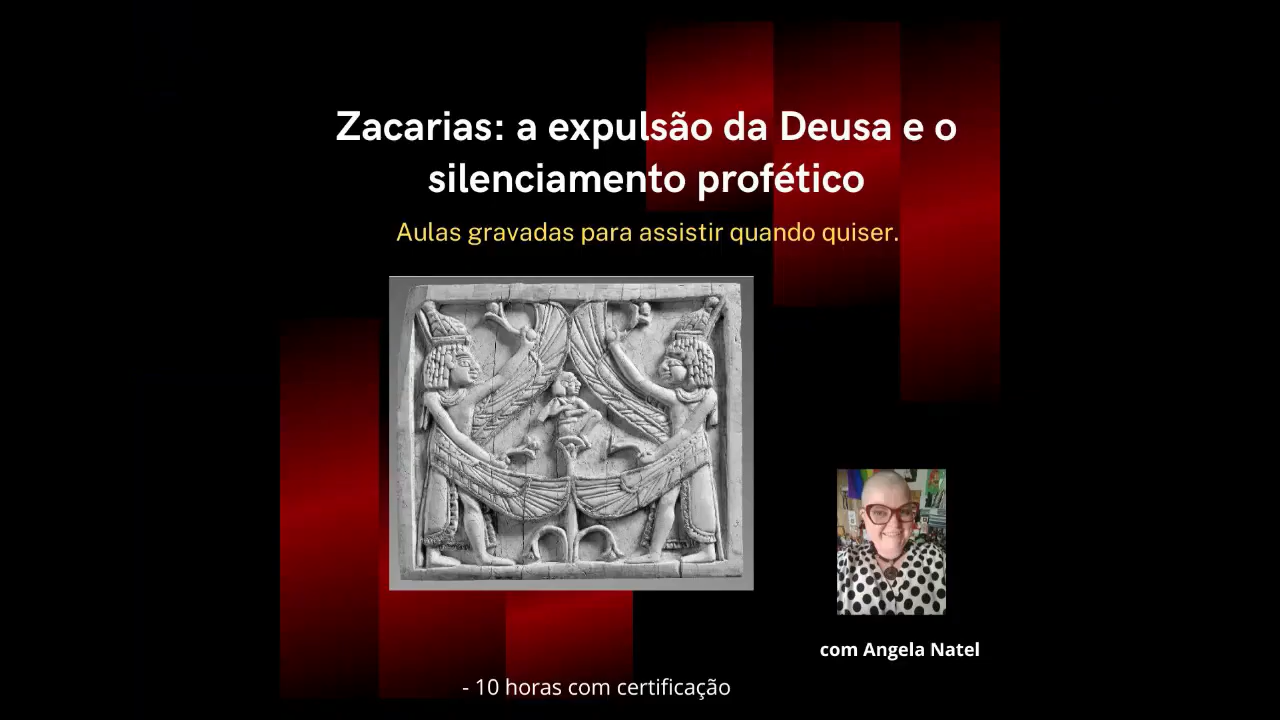 Zacarias: a expulsão da Deusa e o
silenciamento profético
Aulas gravadas para assistir quando quiser.
com Angela Natel
- 10 horas com certificação